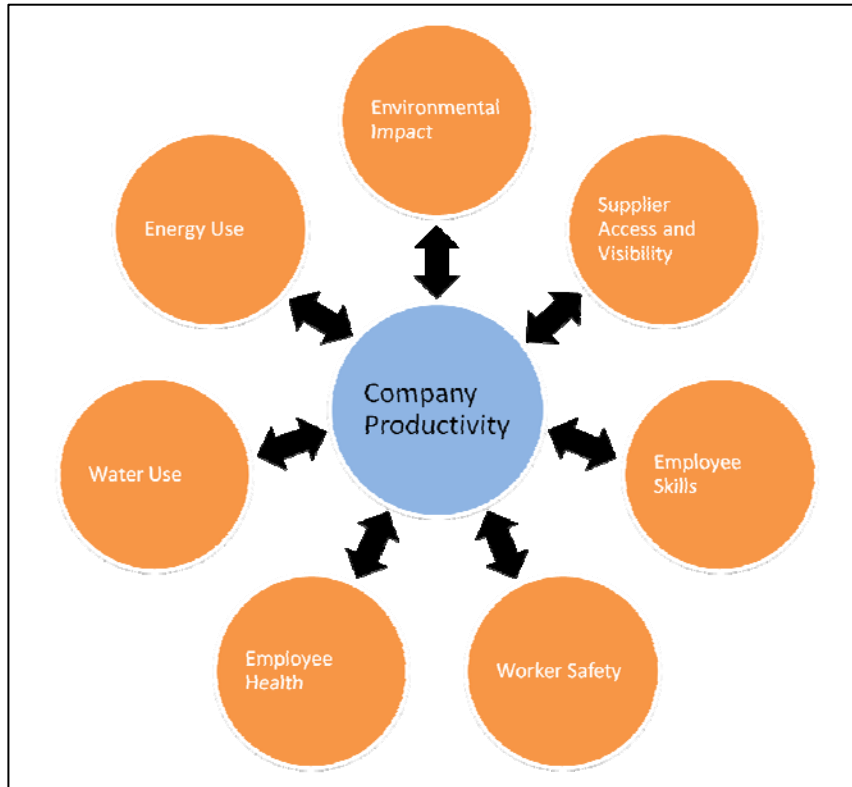 Environmental
Impact
Supplier
Access and
Visibility
Energy Use
Company
Productivity
Employee
Skills
Water Use
Worker Safety
Employee
Health